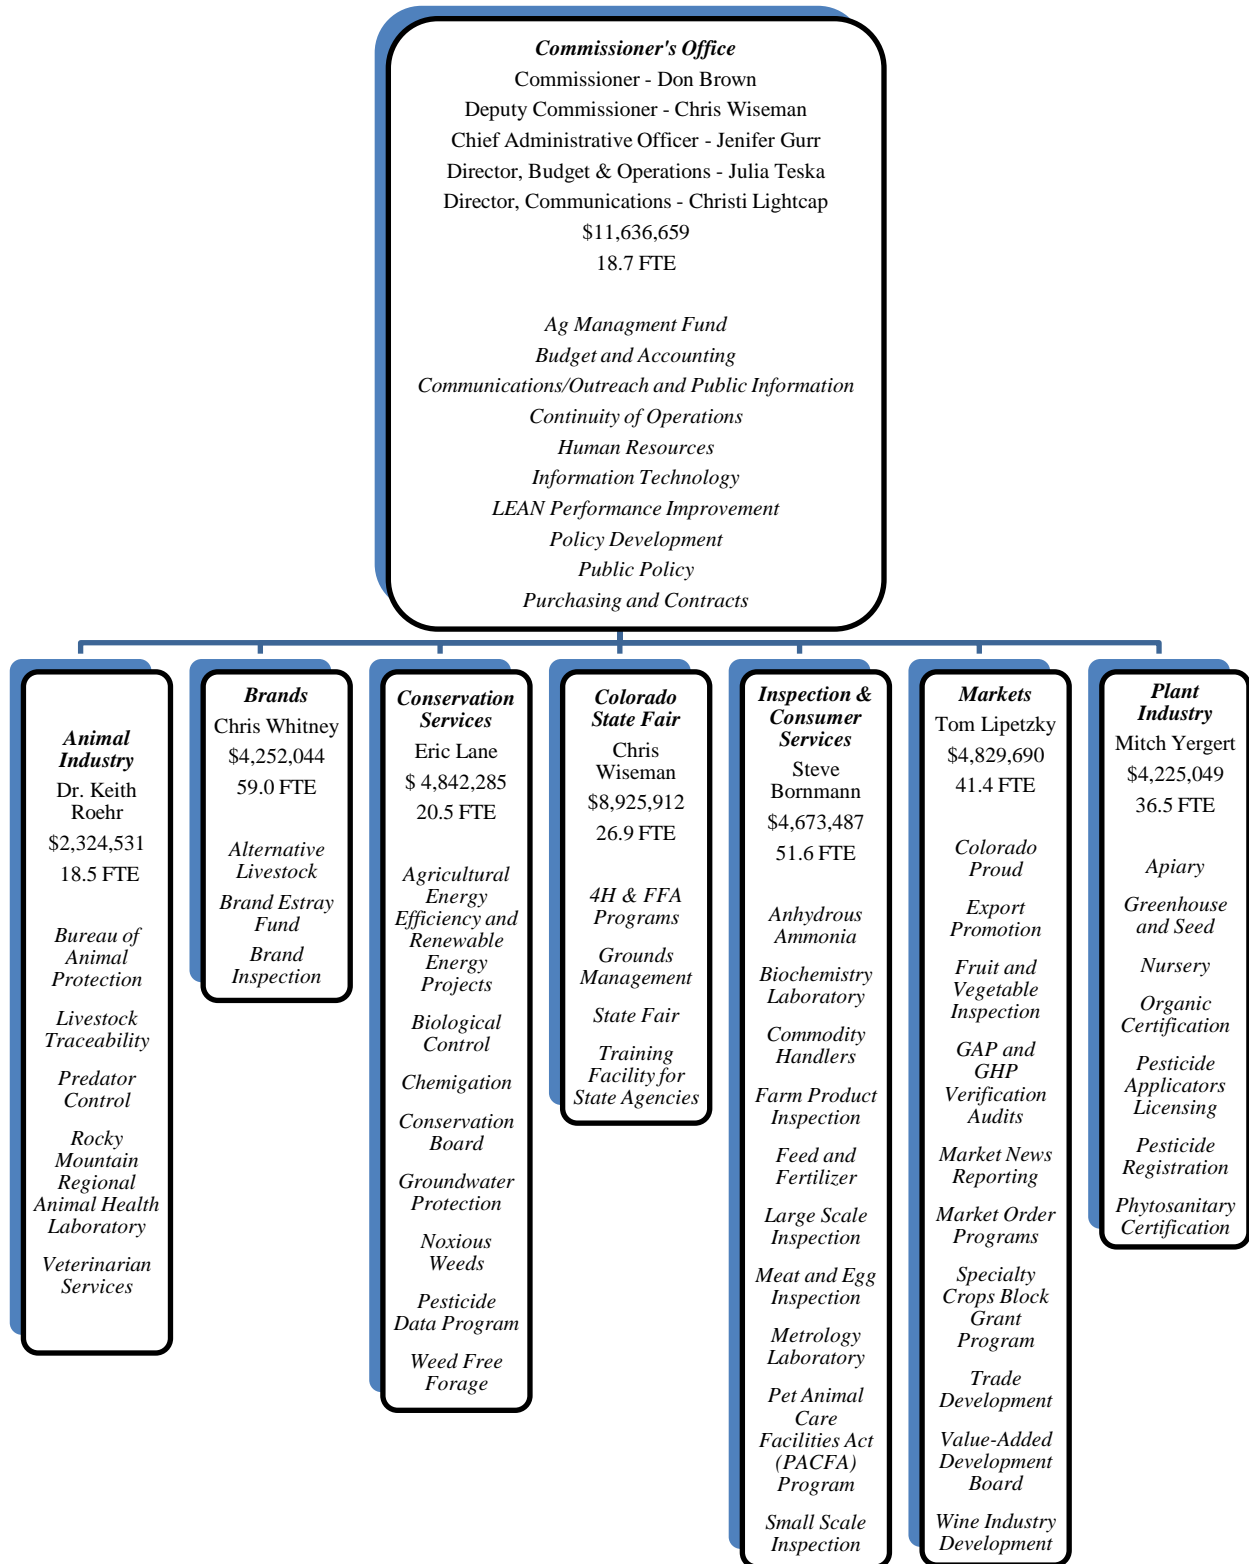 Commissioner's Office
Commissioner - Don Brown
Deputy Commissioner - Chris Wiseman
Chief Administrative Officer - Jenifer Gurr
Director, Budget & Operations - Julia Teska
Director, Communications - Christi Lightcap
$11,636,659
18.7 FTE
Ag Managment Fund
Budget and Accounting
Communications/Outreach and Public Information
Continuity of Operations
Human Resources
Information Technology
LEAN Performance Improvement
Policy Development
Public Policy
Purchasing and Contracts
Animal
Industry
Dr. Keith
Roehr
$2,324,531
18.5 FTE
Bureau of
Animal
Protection
Livestock
Traceability
Predator
Control
Rocky
Mountain
Regional
Animal Health
Laboratory
Veterinarian
Services
Brands
Chris Whitney
$4,252,044
59.0 FTE
Alternative
Livestock
Brand Estray
Fund
Brand
Inspection
Conservation
Services
Eric Lane
$ 4,842,285
20.5 FTE
Agricultural
Energy
Efficiency and
Renewable
Energy
Projects
Biological
Control
Chemigation
Conservation
Board
Groundwater
Protection
Noxious
Weeds
Pesticide
Data Program
Weed Free
Forage
Colorado
State Fair
Chris
Wiseman
$8,925,912
26.9 FTE
4H & FFA
Programs
Grounds
Management
State Fair
Training
Facility for
State Agencies
Inspection &
Consumer
Services
Steve
Bornmann
$4,673,487
51.6 FTE
Anhydrous
Ammonia
Biochemistry
Laboratory
Commodity
Handlers
Farm Product
Inspection
Feed and
Fertilizer
Large Scale
Inspection
Meat and Egg
Inspection
Metrology
Laboratory
Pet Animal
Care
Facilities Act
(PACFA)
Program
Small Scale
Inspection
Markets
Tom Lipetzky
$4,829,690
41.4 FTE
Colorado
Proud
Export
Promotion
Fruit and
Vegetable
Inspection
GAP and
GHP
Verification
Audits
Market News
Reporting
Market Order
Programs
Specialty
Crops Block
Grant
Program
Trade
Development
Value-Added
Development
Board
Wine Industry
Development
Plant
Industry
Mitch Yergert
$4,225,049
36.5 FTE
Apiary
Greenhouse
and Seed
Nursery
Organic
Certification
Pesticide
Applicators
Licensing
Pesticide
Registration
Phytosanitary
Certification